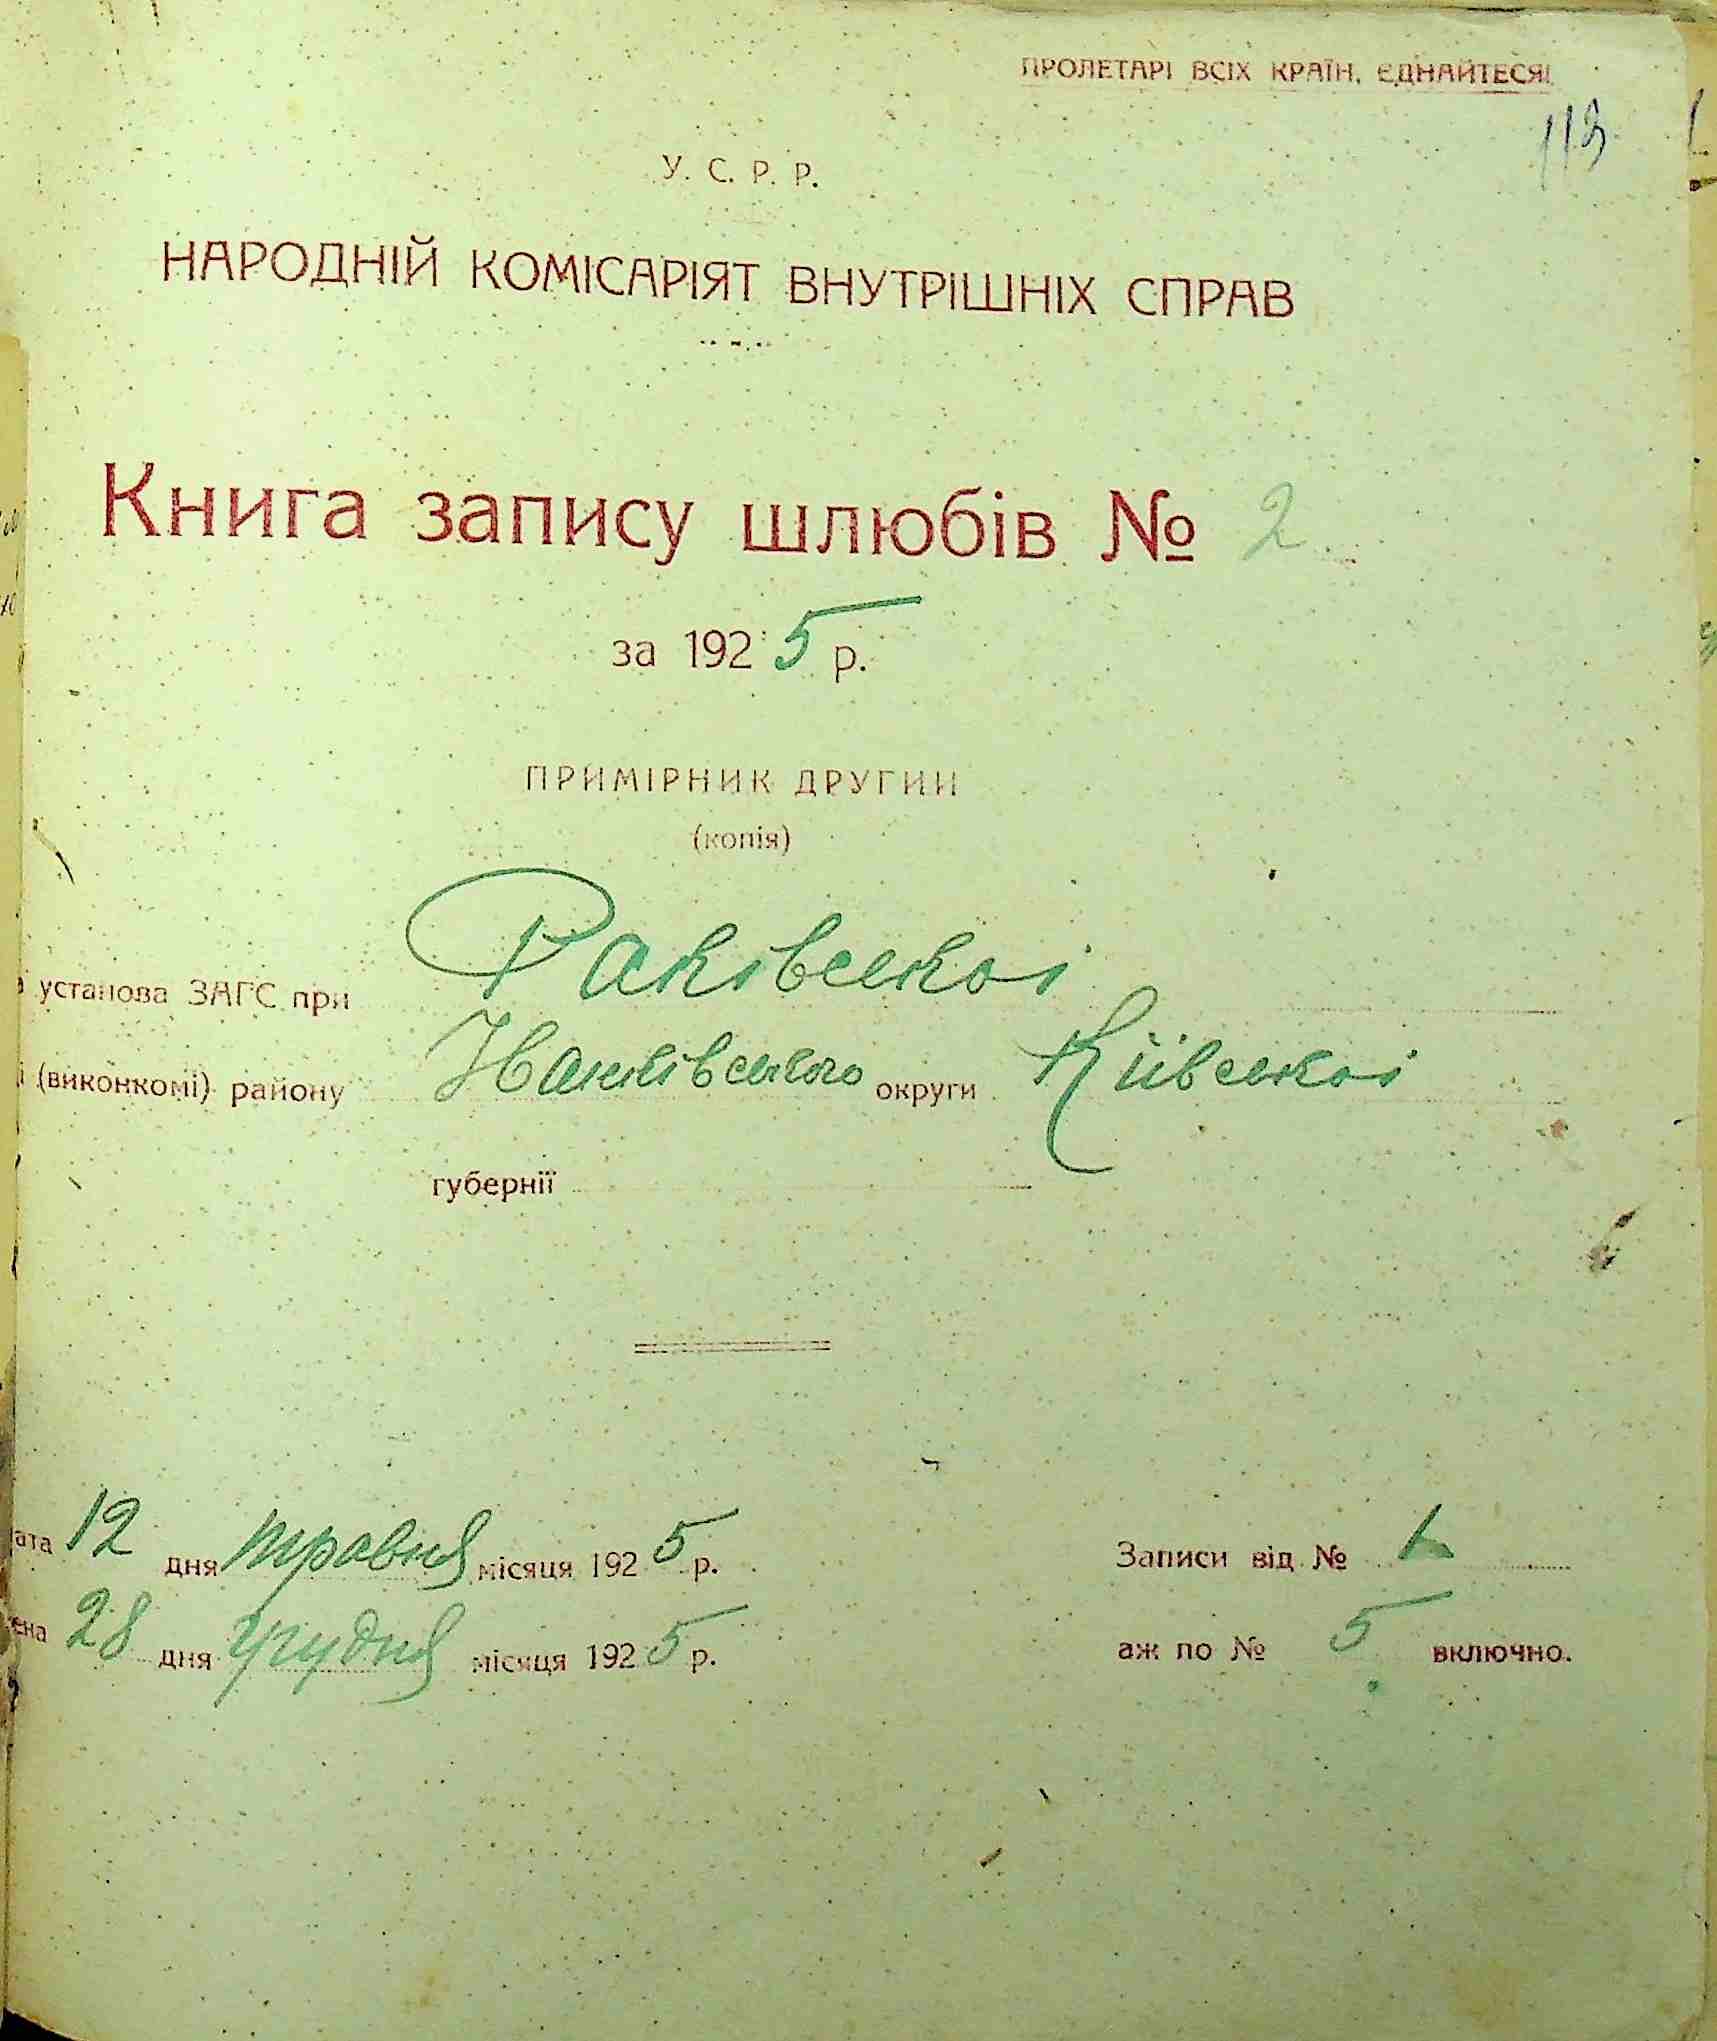 ПРОЛЕТАРІ ВСІХ КРАЇН, ЄДНАЙТЕСЯ!
113
У. С. Р. Р.
НАРОДНІЙ КОМІСАРІЯТ ВНУТРІШНІХ СПРАВ
Книга запису шлюбів № 2
за 1925 р.
ПРИМІРНИК ДРУГИЙ
(копія)
установа ЗАГС при Раківської
і (виконкомі) району Іванківського округи Київської
губернії
ата 12 дня травня місяця 1925 р. Записи від № 1
ена 28 дня грудня місяця 1925 р. аж по № 5 включно.